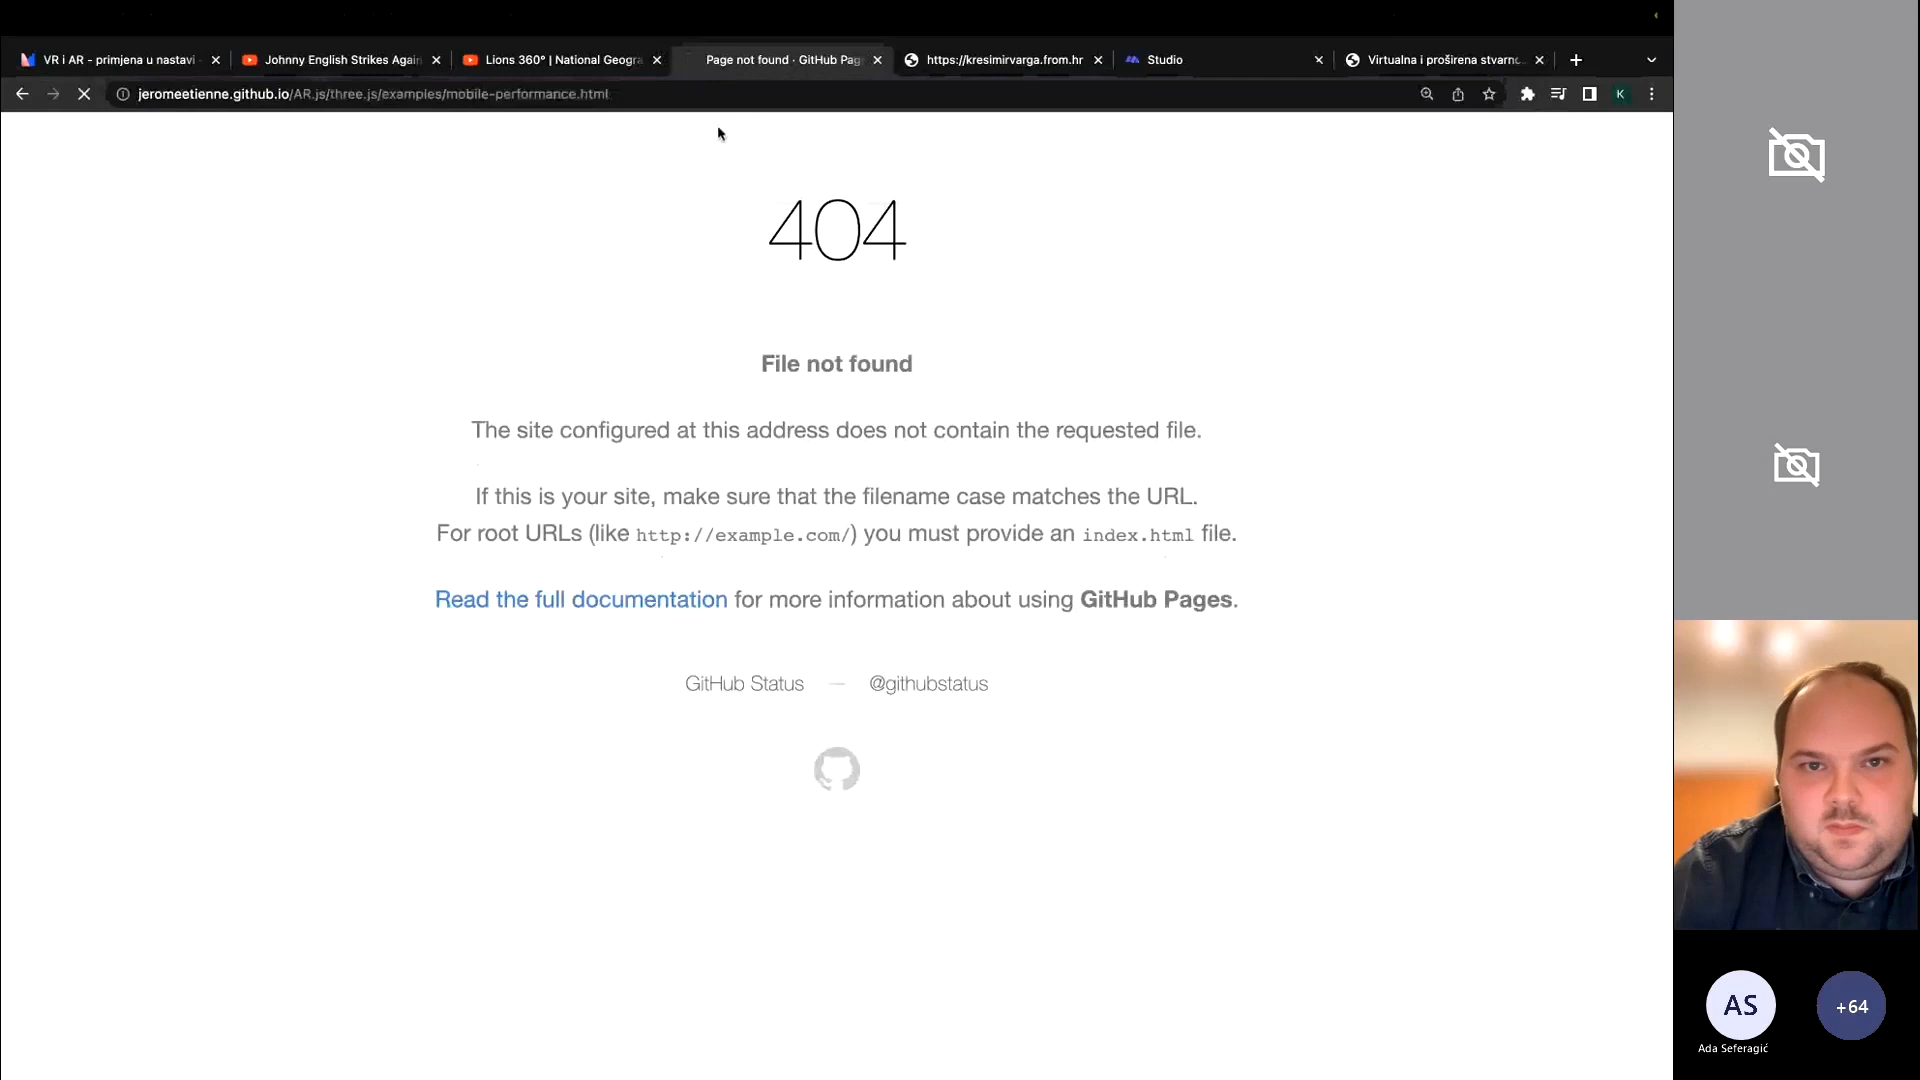 VR i AR - primjena u nastavi -
Johnny English Strikes Again
Lions 360° | National Geogra
Page not found · GitHub Pag
https://kresimirvarga.from.hr
Studio
Virtualna i proširena stvarno
jeromeetienne.github.io/AR.js/three.js/examples/mobile-performance.html
K
404
File not found
The site configured at this address does not contain the requested file.
If this is your site, make sure that the filename case matches the URL.
For root URLs (like http://example.com/) you must provide an index.html file.
Read the full documentation for more information about using GitHub Pages.
GitHub Status — @githubstatus
AS
+64
Ada Seferagić